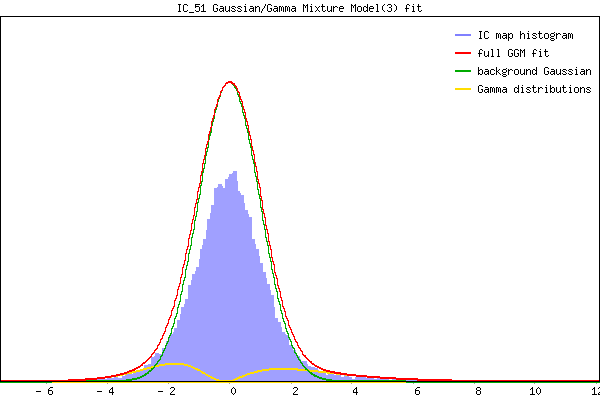 IC_51 Gaussian/Gamma Mixture Model(3) fit
IC map histogram
full GGM fit
background Gaussian
Gamma distributions
-6 -4 -2 0 2 4 6 8 10 12